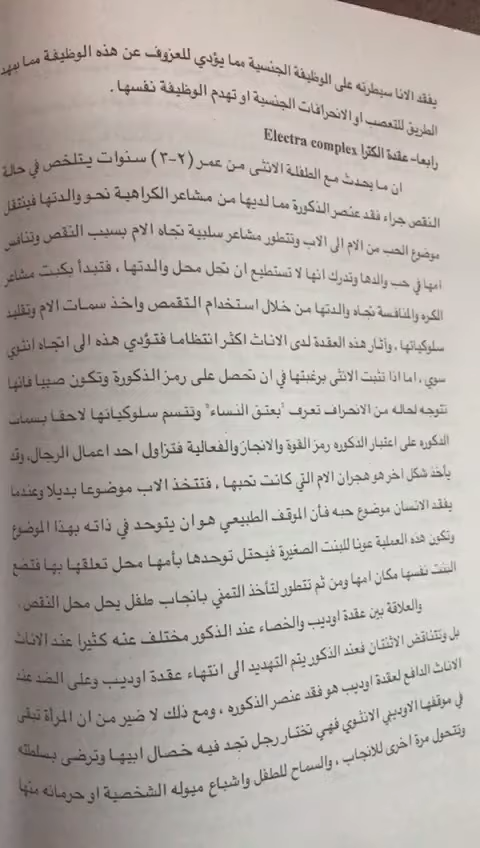 يفقد الانا سيطرته على الوظيفة الجنسية مما يؤدي للعزوف عن هذه الوظيفة مما يمهد
الطريق للتعصب او الانحرافات الجنسية او تهدم الوظيفة نفسها .
رابعا- عقدة الكترا Electra complex
ان ما يحدث مع الطفلة الانثى من عمر (٢-٣) سنوات يتلخص في حالة
النقص جراء فقد عنصر الذكورة مما لديها من مشاعر الكراهية نحو والدتها فينتقل
موضوع الحب من الام الى الاب وتتطور مشاعر سلبية تجاه الام بسبب النقص وتنافس
امها في حب والدها وتدرك انها لا تستطيع ان تحل محل والدتها ، فتبدأ بكبت مشاعر
الكره والمنافسة تجاه والدتها من خلال استخدام التقمص واخذ سمات الام وتقليد
سلوكياتها ، وأثار هذه العقدة لدى الاناث اكثر انتظاما فتؤدي هذه الى اتجاه انثوي
سوي ، اما اذا تثبت الانثى برغبتها في ان تحصل على رمز الذكورة وتكون صبيا فانها
تتوجه لحاله من الانحراف تعرف "بعتق النساء" وتتسم سلوكياتها لاحقا بسمات
الذكوره على اعتبار الذكوره رمز القوة والانجاز والفعالية فتزاول احد اعمال الرجال، وقد
يأخذ شكل اخر هو هجران الام التي كانت تحبها ، فتتخذ الاب موضوعا بديلا وعندما
يفقد الانسان موضوع حبه فأن الموقف الطبيعي هو ان يتوحد في ذاته بهذا الموضوع
وتكون هذه العملية عونا للبنت الصغيرة فيحتل توحدها بأمها محل تعلقها بها فتضع
البنت نفسها مكان امها ومن ثم تتطور لتأخذ التمني بانجاب طفل يحل محل النقص .
والعلاقة بين عقدة اوديب والخصاء عند الذكور مختلف عنه كثيرا عند الاناث
بل وتتناقض الاثنتان فعند الذكور يتم التهديد الى انتهاء عقدة اوديب وعلى الضد عند
الاناث الدافع لعقدة اوديب هو فقد عنصر الذكوره ، ومع ذلك لا ضير من ان المرأة تبقى
في موقفها الاوديبي الانثوي فهي تختار رجل تجد فيه خصال ابيها وترضى بسلطته
وتتحول مرة اخرى للانجاب ، والسماح للطفل واشباع ميوله الشخصية او حرمانه منها